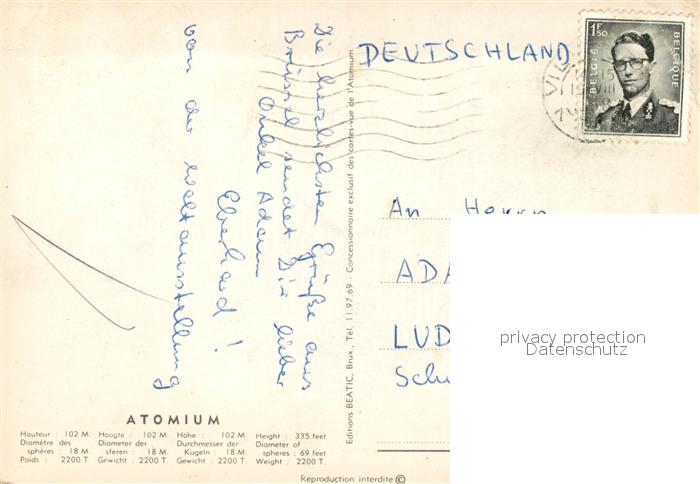 Die herzlichsten Grüße aus
Brüssel sendet Dir lieber
Onkel Adam
Eberhard!
von der Weltausstellung
DEUTSCHLAND
1F50
BELGIE
BELGIQUE
An Herrn
ADA
LUD
Sch
privacy protection
Datenschutz
Editions BEATIC, Brux., Tél. 11.97.69 - Concessionnaire exclusif des cartes-vue de l'Atomium
ATOMIUM
Hauteur : 102 M. Hoogte : 102 M. Höhe : 102 M. Height : 335 feet
Diamètre des Diameter der Durchmesser der Diameter of
sphères : 18 M. sferen : 18 M. Kugeln : 18 M. spheres : 69 feet
Poids : 2200 T. Gewicht : 2200 T. Gewicht : 2200 T. Weight : 2200 T.
Reproduction interdite ©